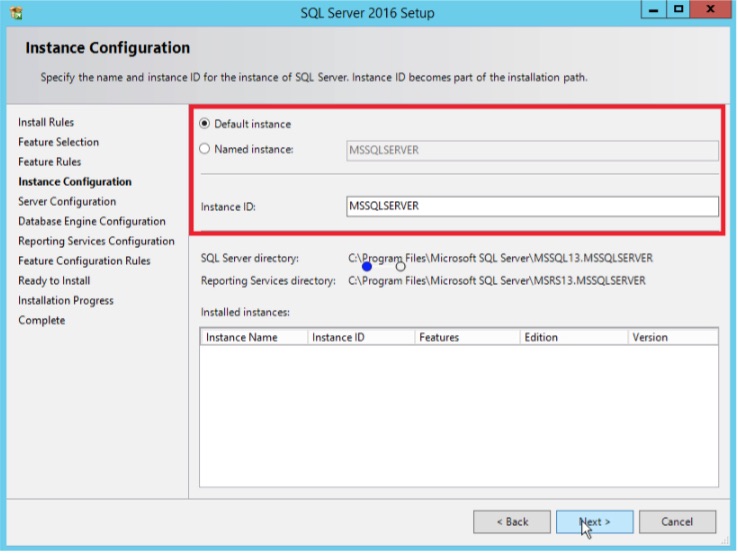 SQL Server 2016 Setup
Instance Configuration
Specify the name and instance ID for the instance of SQL Server. Instance ID becomes part of the installation path.
Install Rules
Feature Selection
Feature Rules
Instance Configuration
Server Configuration
Database Engine Configuration
Reporting Services Configuration
Feature Configuration Rules
Ready to Install
Installation Progress
Complete
Default instance
Named instance: MSSQLSERVER
Instance ID: MSSQLSERVER
SQL Server directory: C:\Program Files\Microsoft SQL Server\MSSQL13.MSSQLSERVER
Reporting Services directory: C:\Program Files\Microsoft SQL Server\MSRS13.MSSQLSERVER
Installed instances:
Instance Name Instance ID Features Edition Version
< Back Next > Cancel